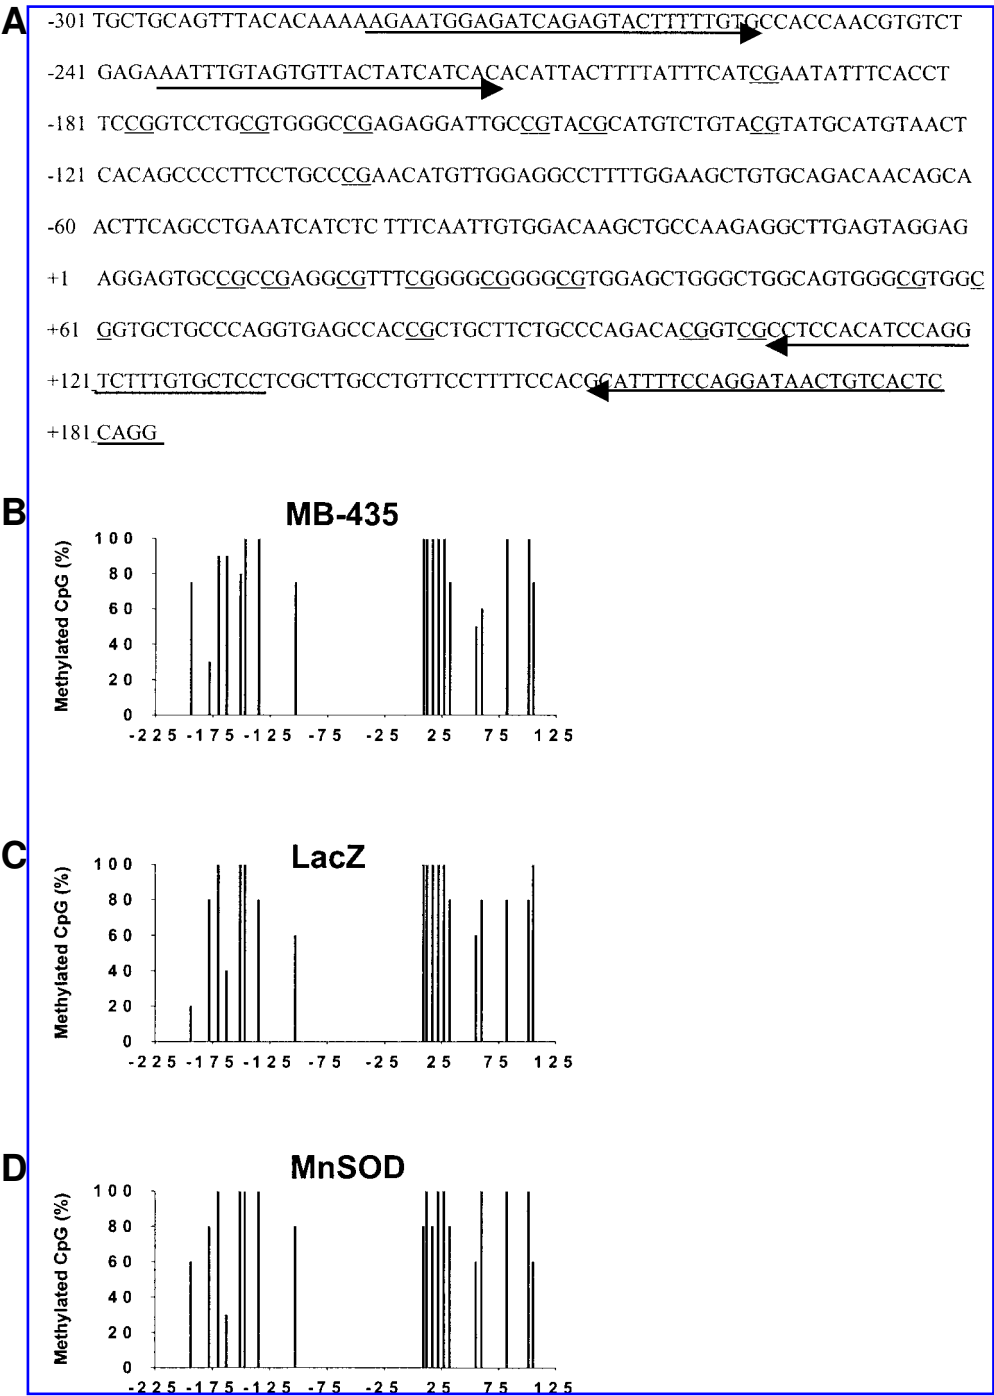 A
-301 TGCTGCAGTTTACACAAAAAGAATGGAGATCAGAGTACTTTTTGTGCCACCAACGTGTCT
-241 GAGAAATTTGTAGTGTTACTATCATCACACATTACTTTTATTTCATCGAATATTTCACCT
-181 TCCGGTCCTGCGTGGGCCGAGAGGATTGCCGTACGCATGTCTGTACGTATGCATGTAACT
-121 CACAGCCCCTTCCTGCCCGAACATGTTGGAGGCCTTTTGGAAGCTGTGCAGACAACAGCA
-60 ACTTCAGCCTGAATCATCTC TTTCAATTGTGGACAAGCTGCCAAGAGGCTTGAGTAGGAG
+1 AGGAGTGCCGCCGAGGCGTTTCGGGGCGGGGCGTGGAGCTGGGCTGGCAGTGGGCGTGGC
+61 GGTGCTGCCCAGGTGAGCCACCGCTGCTTCTGCCCAGACACGGTCGCCTCCACATCCAGG
+121 TCTTTGTGCTCCTCGCTTGCCTGTTCCTTTTCCACGCATTTTCCAGGATAACTGTCACTC
+181 CAGG
B
MB-435
Methylated CpG (%)
100
80
60
40
20
0
-225 -175 -125 -75 -25 25 75 125
C
LacZ
Methylated CpG (%)
100
80
60
40
20
0
-225 -175 -125 -75 -25 25 75 125
D
MnSOD
Methylated CpG (%)
100
80
60
40
20
0
-225 -175 -125 -75 -25 25 75 125